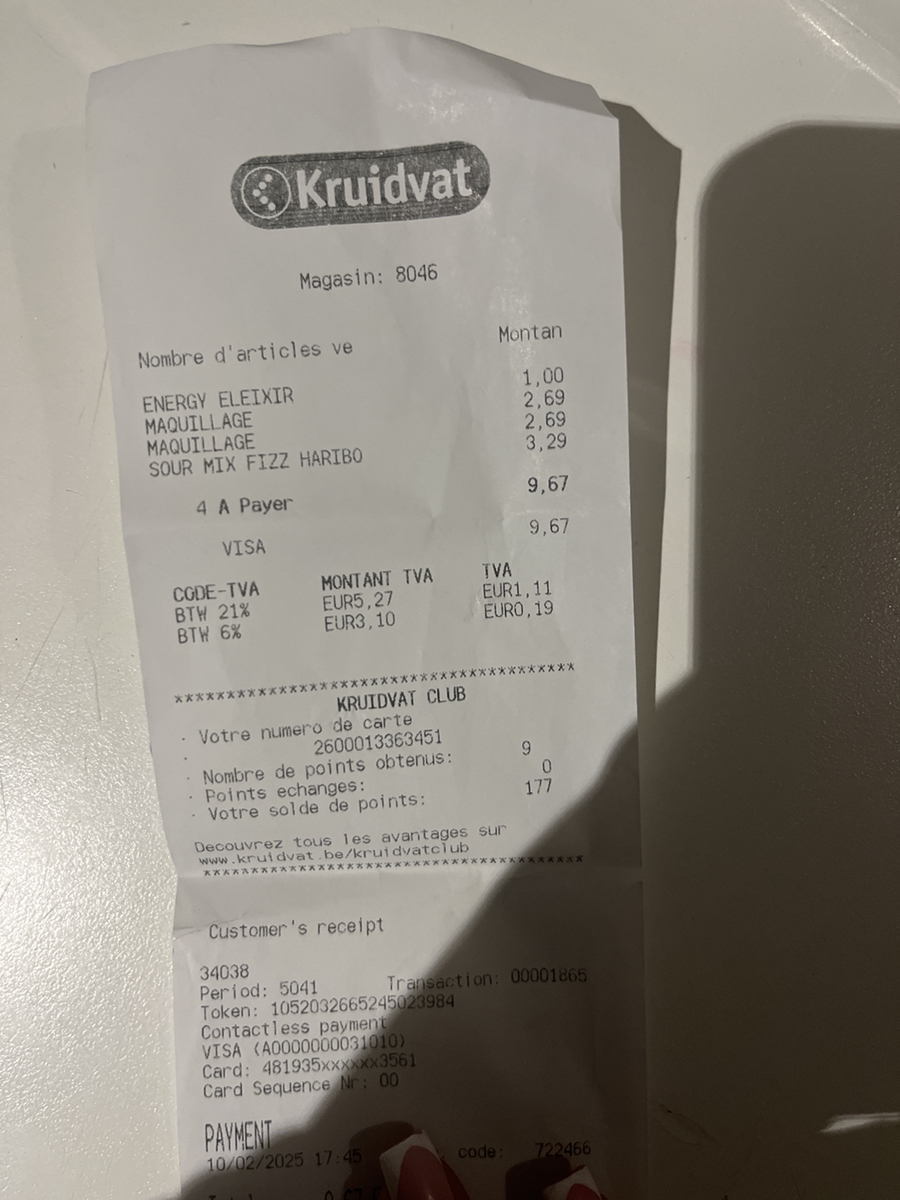 Kruidvat
Magasin: 8046
Nombre d'articles ve Montan
ENERGY ELEIXIR 1,00
MAQUILLAGE 2,69
MAQUILLAGE 2,69
SOUR MIX FIZZ HARIBO 3,29
4 A Payer 9,67
VISA 9,67
CODE-TVA MONTANT TVA TVA
BTW 21% EUR5,27 EUR1,11
BTW 6% EUR3,10 EUR0,19
****************************************
KRUIDVAT CLUB
· Votre numero de carte
· 2600013363451
· Nombre de points obtenus: 9
· Points echanges: 0
· Votre solde de points: 177
Decouvrez tous les avantages sur
www.kruidvat.be/kruidvatclub
****************************************
Customer's receipt
34038
Period: 5041 Transaction: 00001865
Token: 1052032665245023984
Contactless payment
VISA (A0000000031010)
Card: 481935xxxxxx3561
Card Sequence Nr: 00
PAYMENT
10/02/2025 17:45 code: 722466